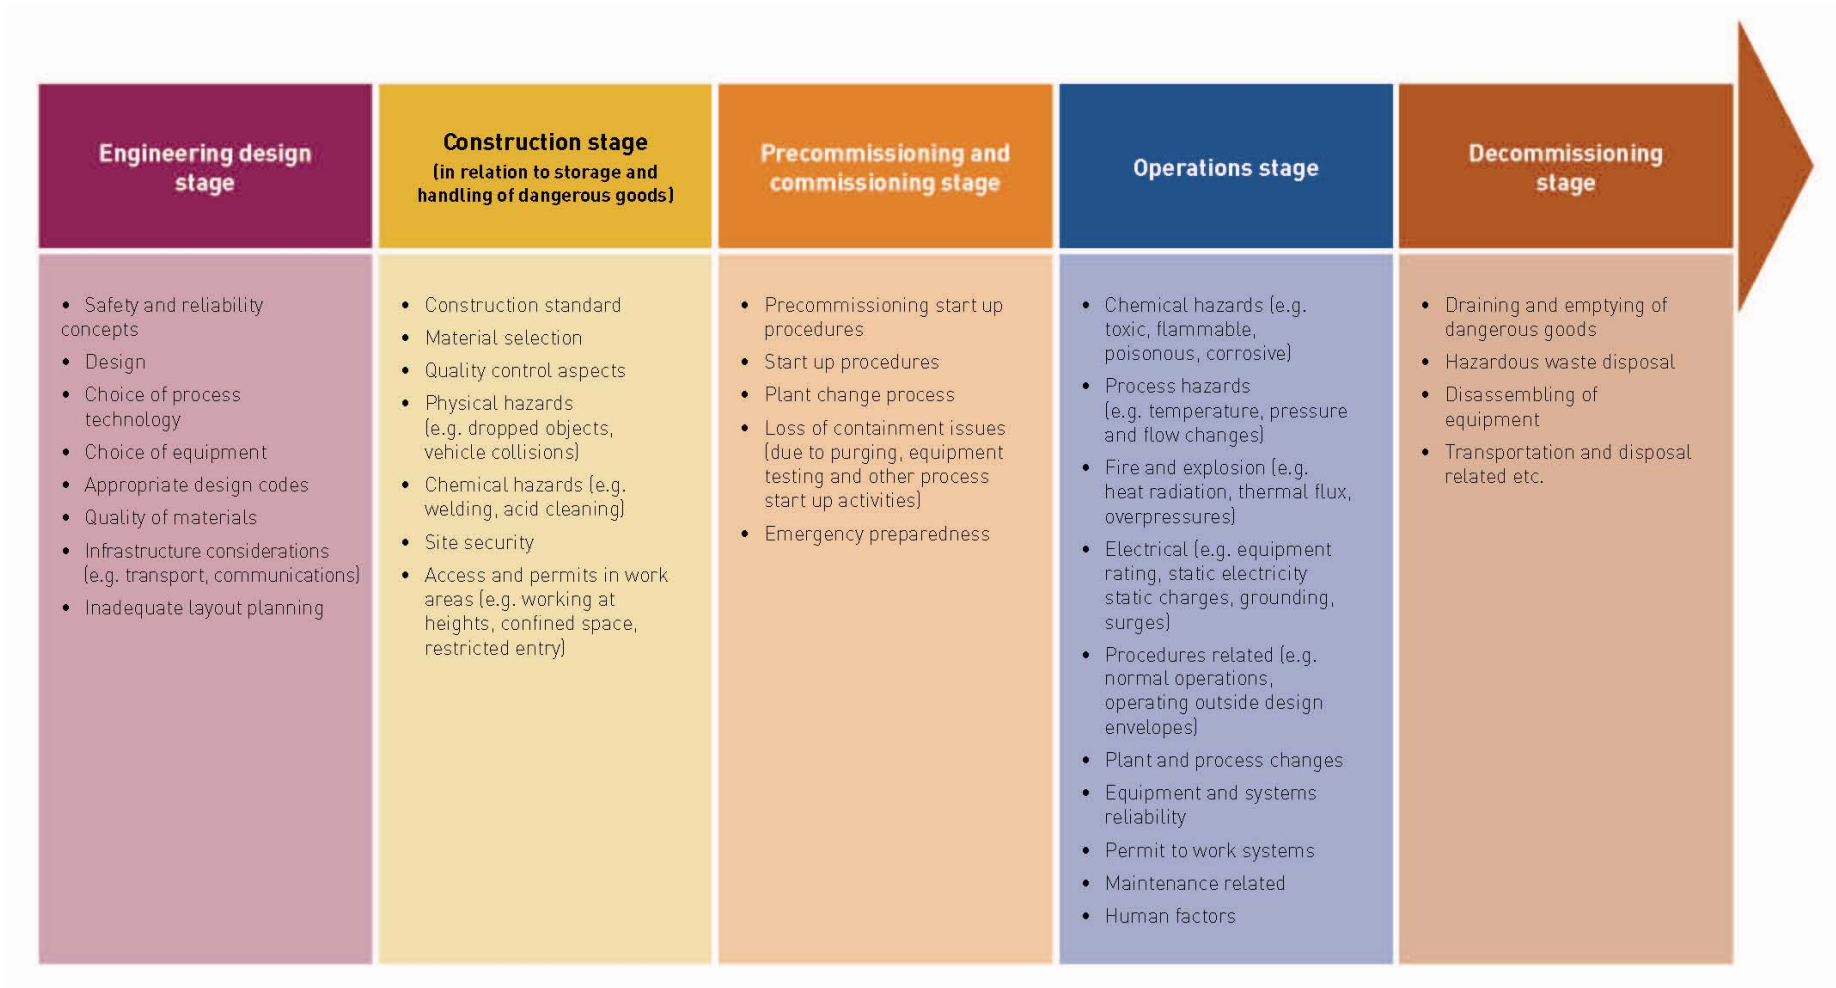 Engineering design
stage
• Safety and reliability
concepts
• Design
• Choice of process
technology
• Choice of equipment
• Appropriate design codes
• Quality of materials
• Infrastructure considerations
(e.g. transport, communications)
• Inadequate layout planning
Construction stage
(in relation to storage and
handling of dangerous goods)
• Construction standard
• Material selection
• Quality control aspects
• Physical hazards
(e.g. dropped objects,
vehicle collisions)
• Chemical hazards (e.g.
welding, acid cleaning)
• Site security
• Access and permits in work
areas (e.g. working at
heights, confined space,
restricted entry)
Precommissioning and
commissioning stage
• Precommissioning start up
procedures
• Start up procedures
• Plant change process
• Loss of containment issues
(due to purging, equipment
testing and other process
start up activities)
• Emergency preparedness
Operations stage
• Chemical hazards (e.g.
toxic, flammable,
poisonous, corrosive)
• Process hazards
(e.g. temperature, pressure
and flow changes)
• Fire and explosion (e.g.
heat radiation, thermal flux,
overpressures)
• Electrical (e.g. equipment
rating, static electricity
static charges, grounding,
surges)
• Procedures related (e.g.
normal operations,
operating outside design
envelopes)
• Plant and process changes
• Equipment and systems
reliability
• Permit to work systems
• Maintenance related
• Human factors
Decommissioning
stage
• Draining and emptying of
dangerous goods
• Hazardous waste disposal
• Disassembling of
equipment
• Transportation and disposal
related etc.